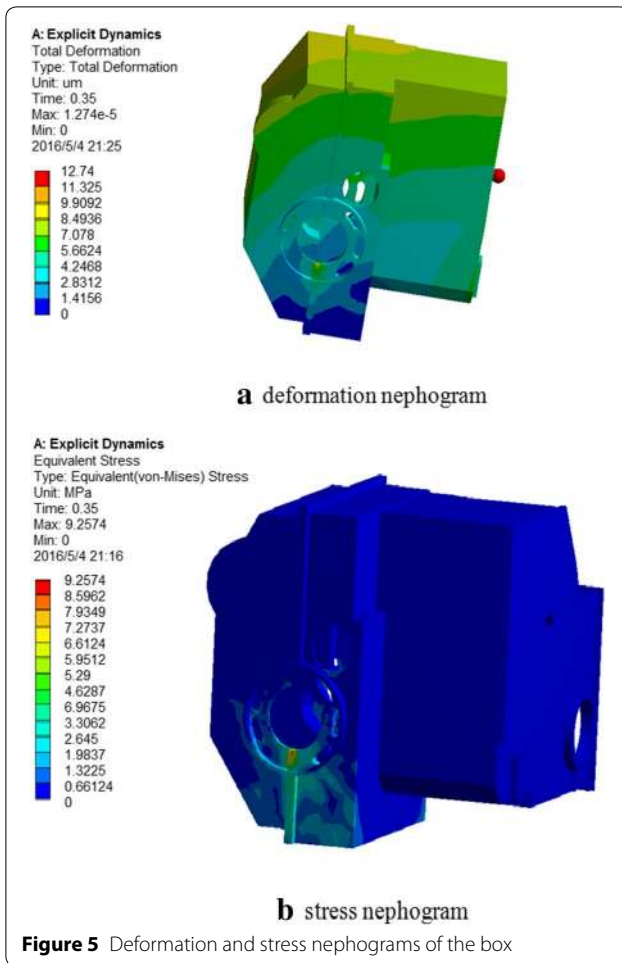 A: Explicit Dynamics
Total Deformation
Type: Total Deformation
Unit: um
Time: 0.35
Max: 1.274e-5
Min: 0
2016/5/4 21:25
12.74
11.325
9.9092
8.4936
7.078
5.6624
4.2468
2.8312
1.4156
0
a deformation nephogram
A: Explicit Dynamics
Equivalent Stress
Type: Equivalent(von-Mises) Stress
Unit: MPa
Time: 0.35
Max: 9.2574
Min: 0
2016/5/4 21:16
9.2574
8.5962
7.9349
7.2737
6.6124
5.9512
5.29
4.6287
6.9675
3.3062
2.645
1.9837
1.3225
0.66124
0
b stress nephogram
Figure 5 Deformation and stress nephograms of the box